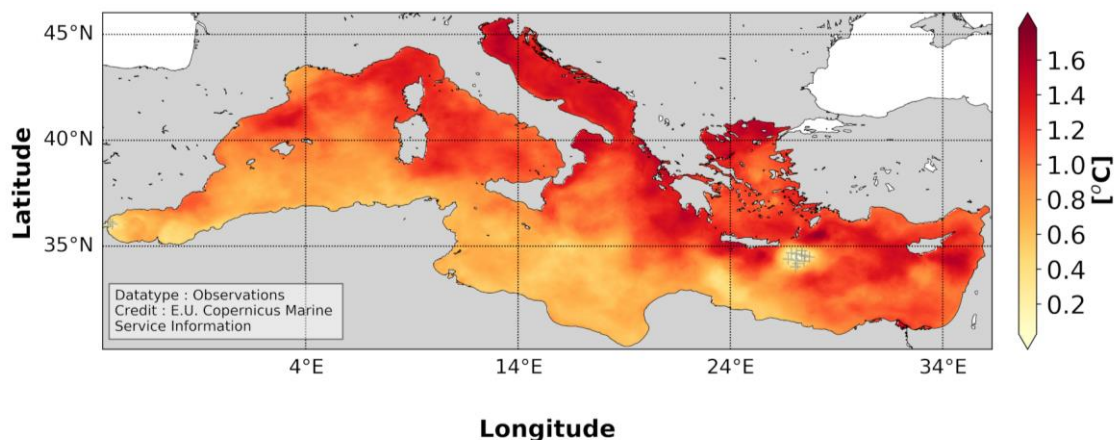 45°N
40°N
35°N
Latitude
Datatype : Observations
Credit : E.U. Copernicus Marine
Service Information
4°E
14°E
24°E
34°E
Longitude
1.6
1.4
1.2
1.0
0.8
0.6
0.4
0.2
[°C]